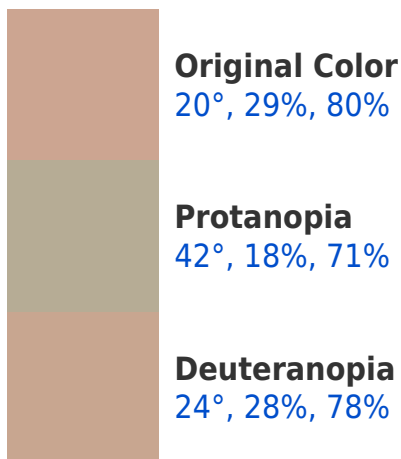 Original Color
20°, 29%, 80%
Protanopia
42°, 18%, 71%
Deuteranopia
24°, 28%, 78%